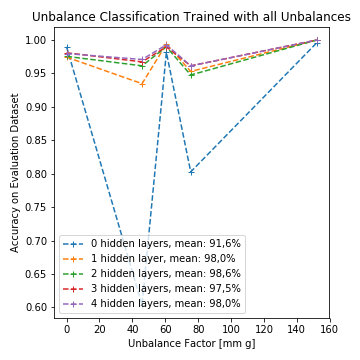 Unbalance Classification Trained with all Unbalances
1.00
0.95
0.90
0.85
0.80
0.75
0.70
0.65
0.60
Accuracy on Evaluation Dataset
0 hidden layers, mean: 91,6%
1 hidden layer, mean: 98,0%
2 hidden layers, mean: 98,6%
3 hidden layers, mean: 97,5%
4 hidden layers, mean: 98,0%
0 20 40 60 80 100 120 140 160
Unbalance Factor [mm g]